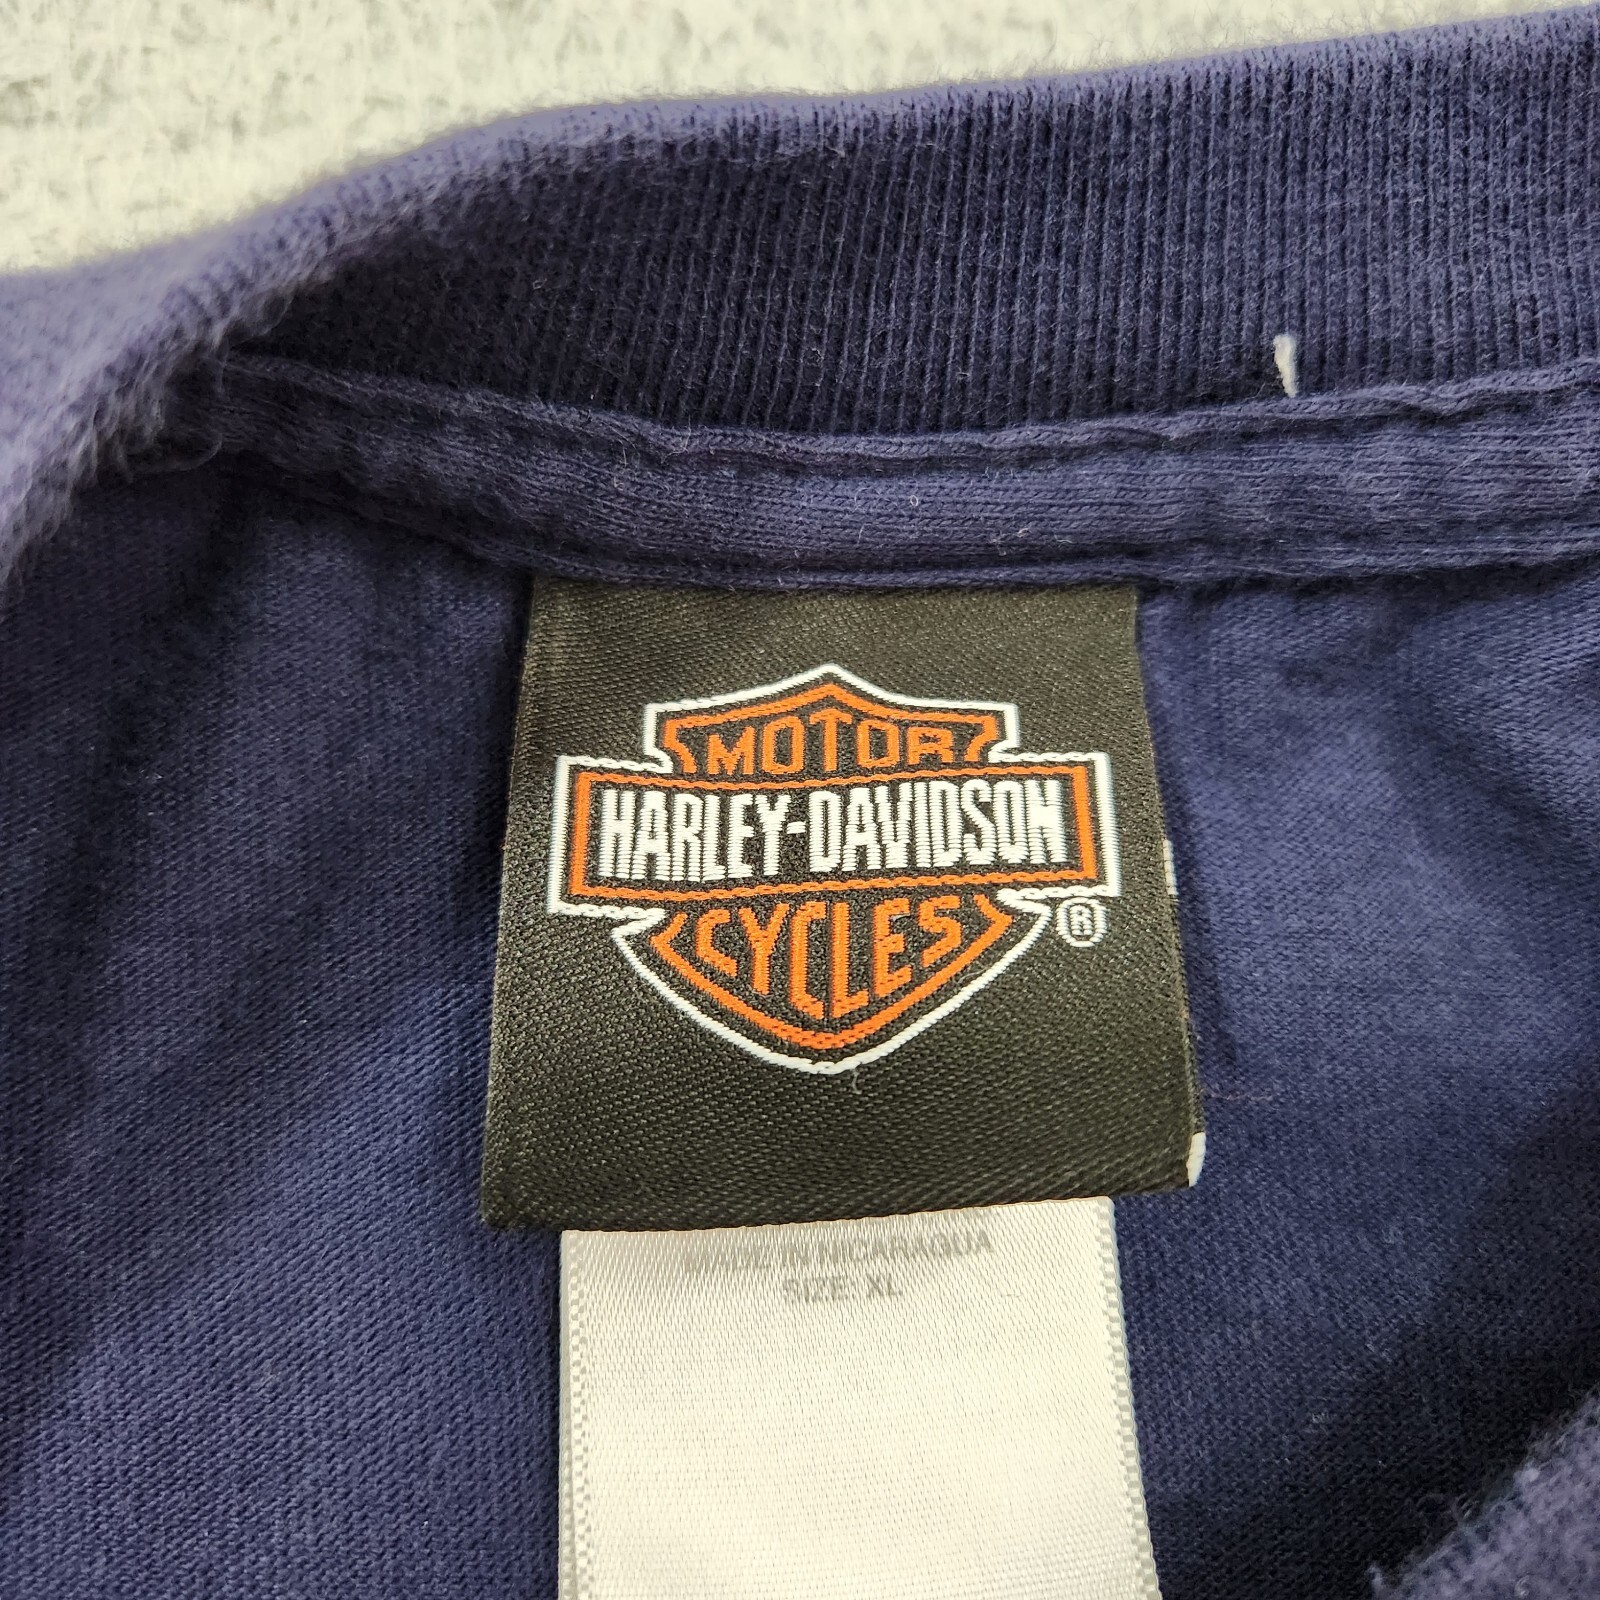 MOTOR
HARLEY-DAVIDSON
CYCLES
®
MADE IN NICARAGUA
SIZE: XL